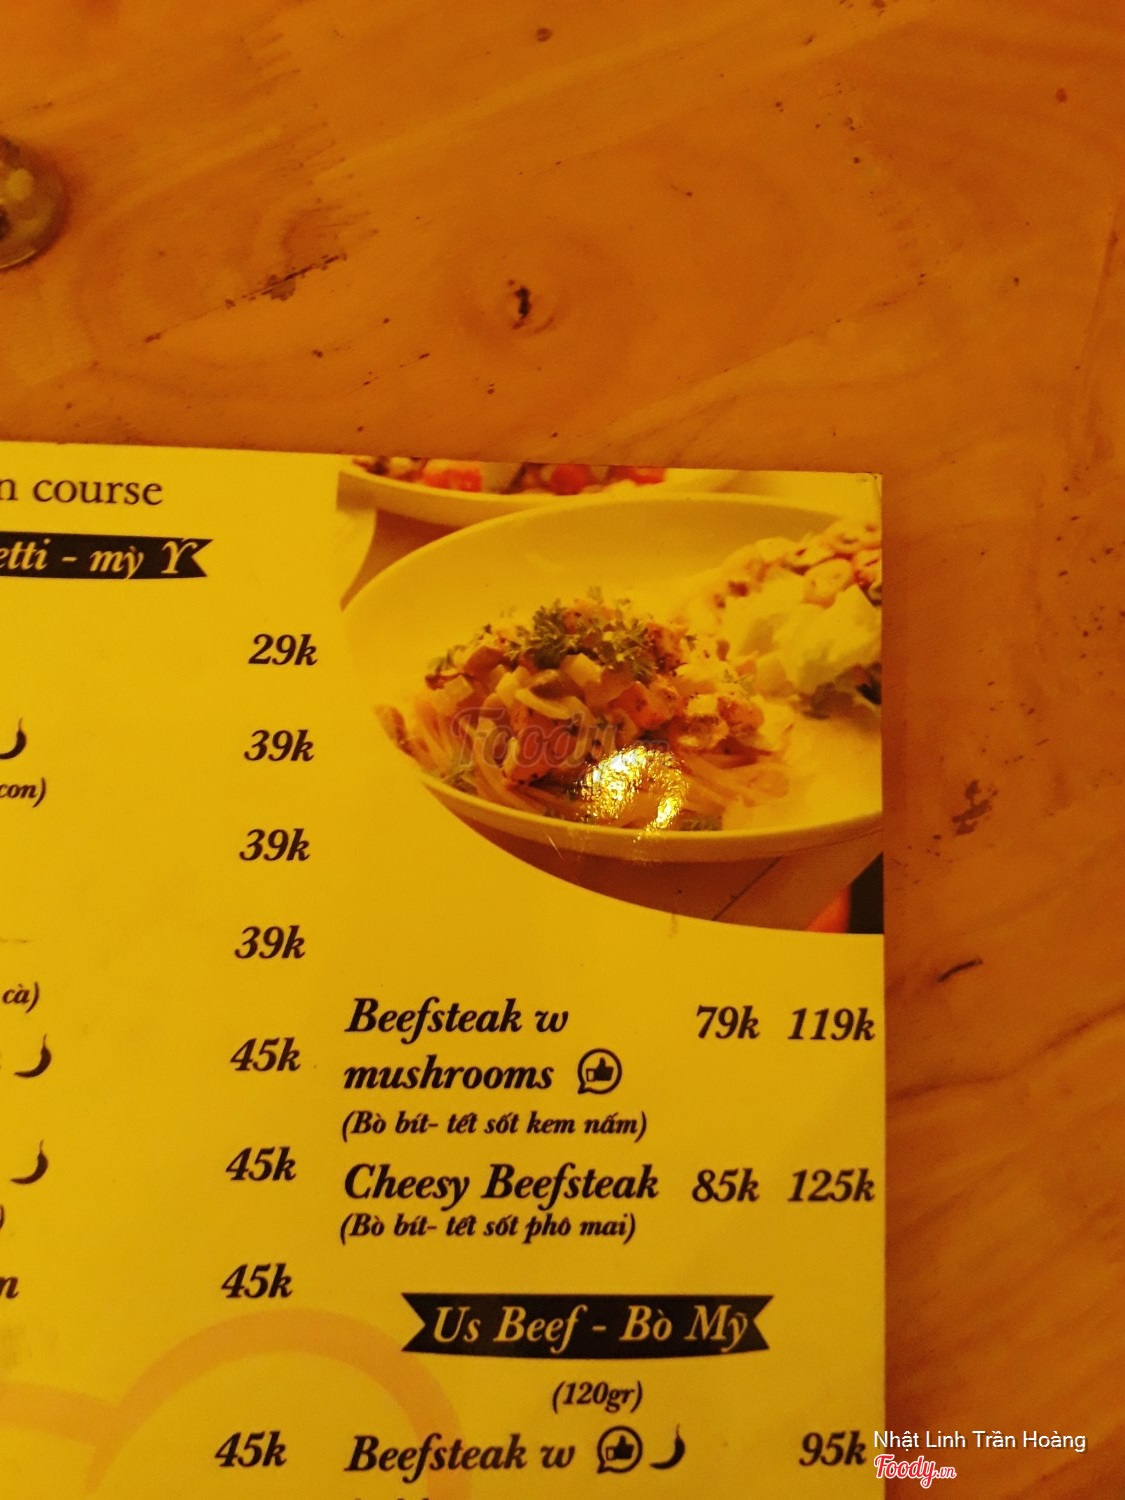 n course
etti - mỳ Ý
29k
39k
con)
39k
39k
cà)
45k
45k
)
n
45k
45k
Foody.vn
Beefsteak w 79k 119k
mushrooms
(Bò bít- tết sốt kem nấm)
Cheesy Beefsteak 85k 125k
(Bò bít- tết sốt phô mai)
Us Beef - Bò Mỹ
(120gr)
Beefsteak w 95k
Nhật Linh Trần Hoàng
Foody.vn